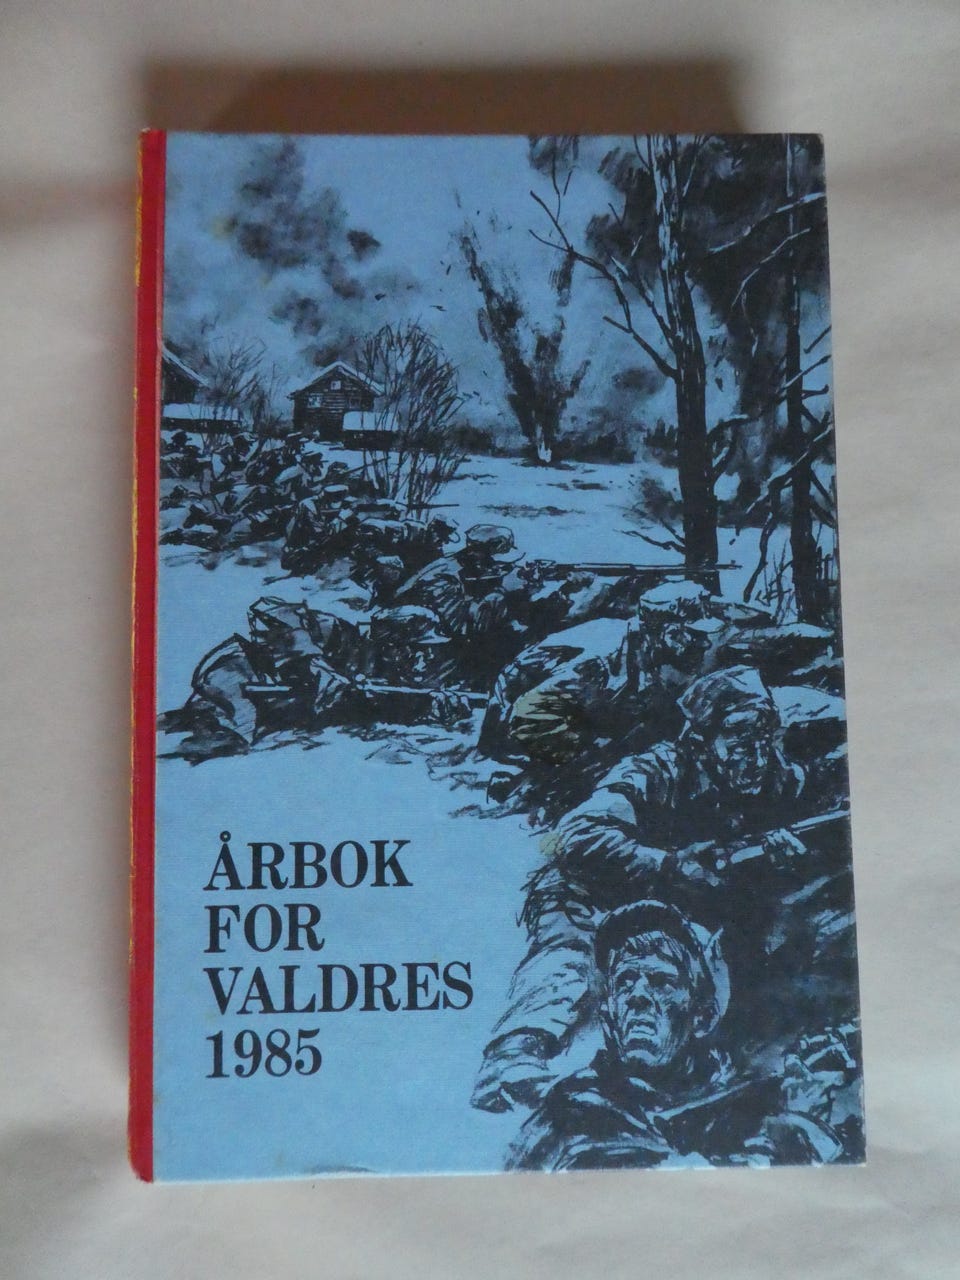 ÅRBOK
FOR
VALDRES
1985